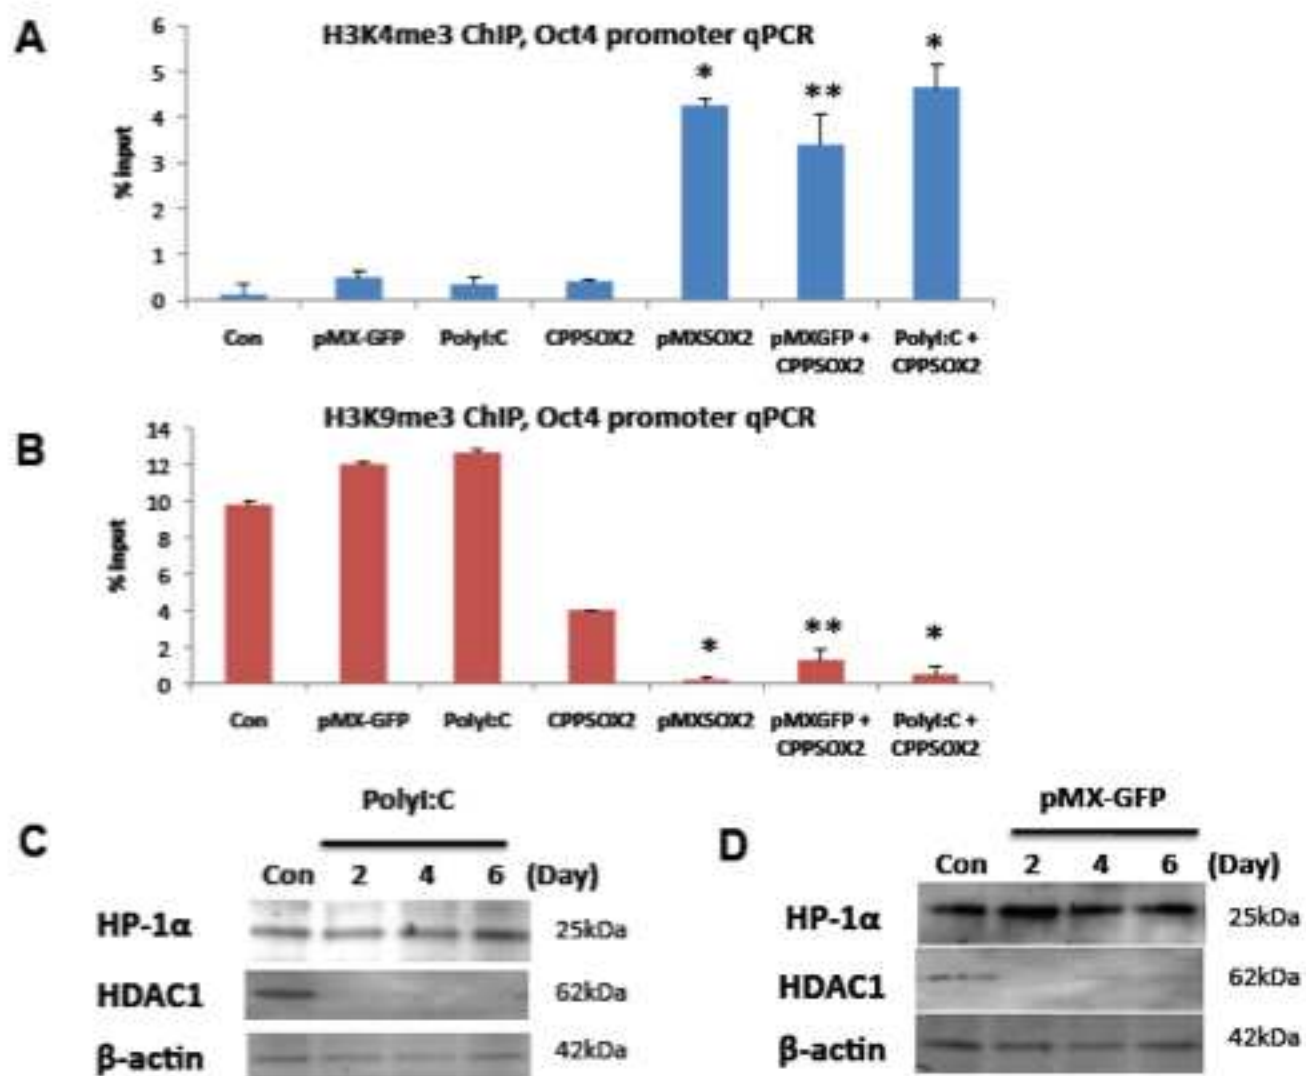 A
H3K4me3 ChIP, Oct4 promoter qPCR
% Input
6
5
4
3
2
1
0
*
**
*
Con pMX-GFP PolyI:C CPPSOX2 pMXSOX2 pMXGFP + PolyI:C +
CPPSOX2 CPPSOX2
B
H3K9me3 ChIP, Oct4 promoter qPCR
% Input
14
12
10
8
6
4
2
0
*
**
*
Con pMX-GFP PolyI:C CPPSOX2 pMXSOX2 pMXGFP + PolyI:C +
CPPSOX2 CPPSOX2
C
PolyI:C
Con 2 4 6 (Day)
HP-1α 25kDa
HDAC1 62kDa
β-actin 42kDa
D
pMX-GFP
Con 2 4 6 (Day)
HP-1α 25kDa
HDAC1 62kDa
β-actin 42kDa